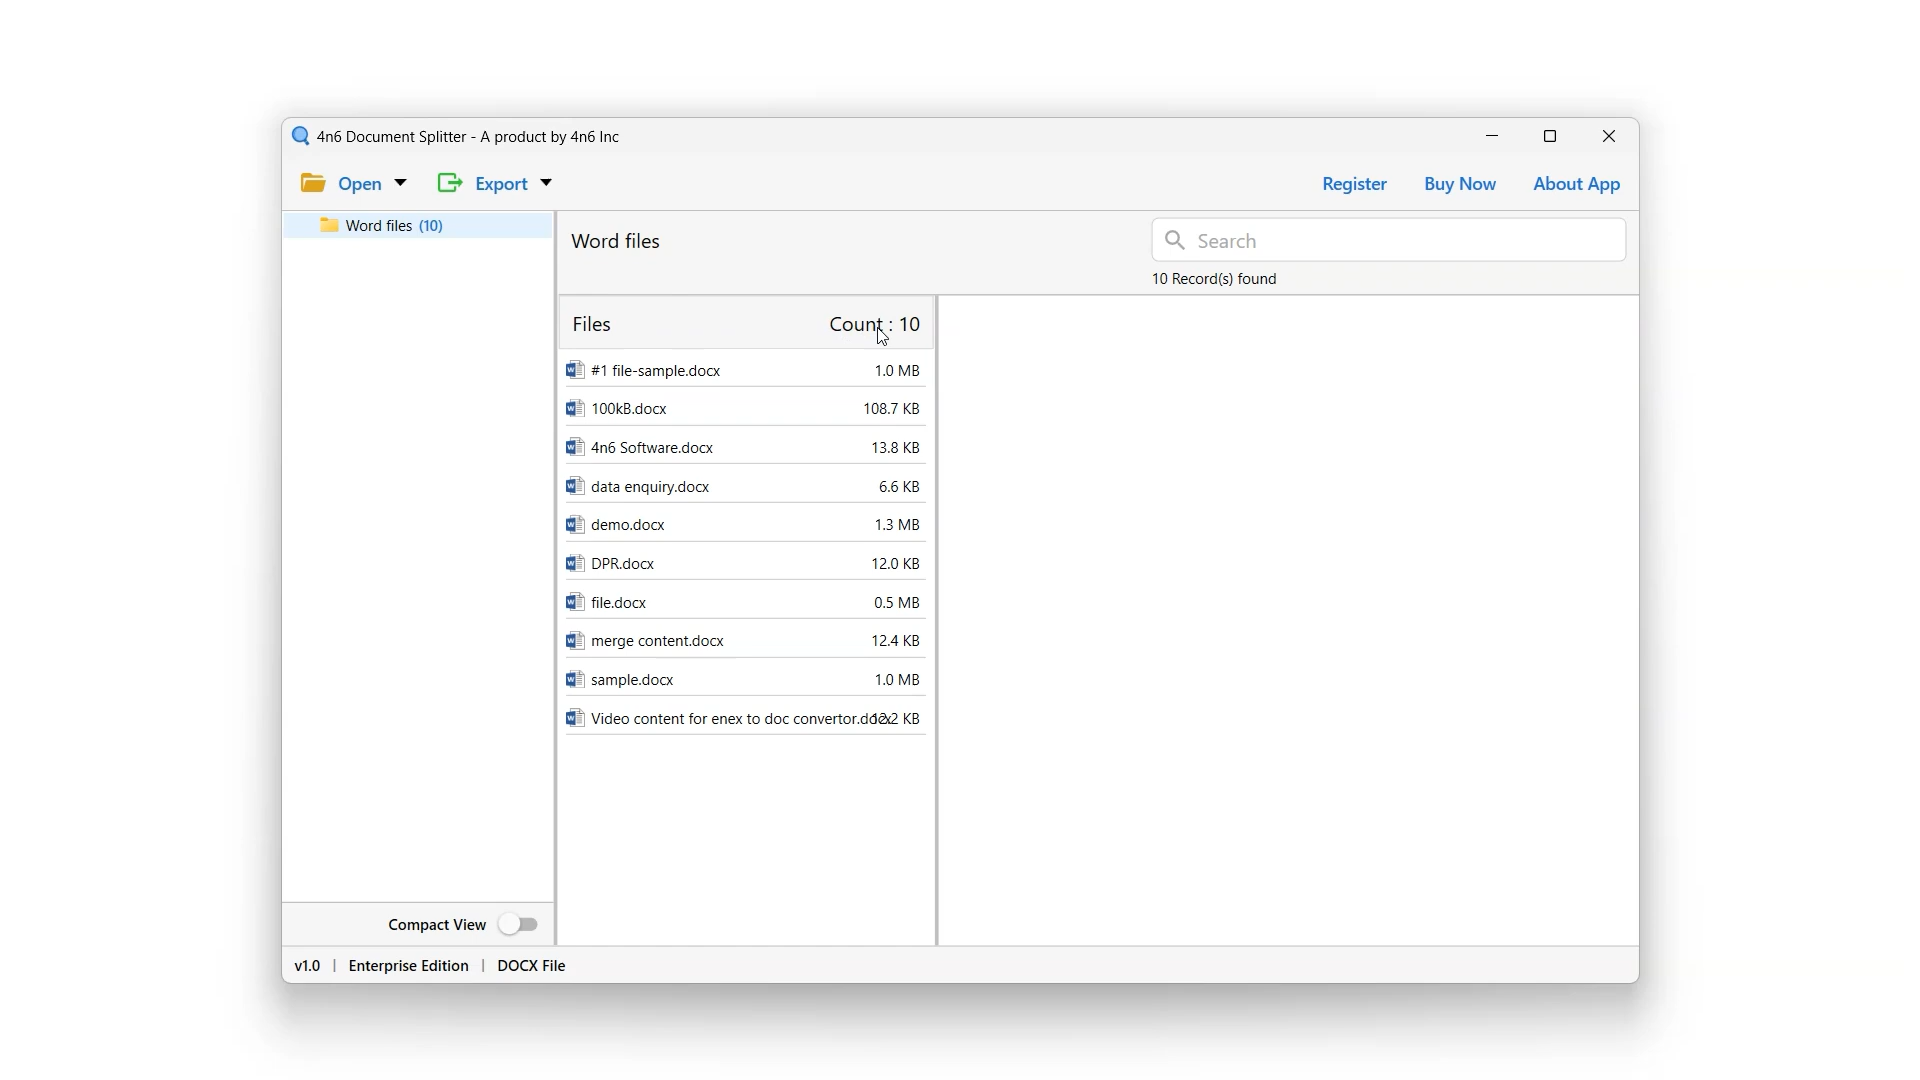 4n6 Document Splitter - A product by 4n6 Inc
Open Export Register Buy Now About App
Word files (10)
Word files
Search
10 Record(s) found
Files Count : 10
#1 file-sample.docx 1.0 MB
100kB.docx 108.7 KB
4n6 Software.docx 13.8 KB
data enquiry.docx 6.6 KB
demo.docx 1.3 MB
DPR.docx 12.0 KB
file.docx 0.5 MB
merge content.docx 12.4 KB
sample.docx 1.0 MB
Video content for enex to doc convertor.docx 12.2 KB
Compact View
v1.0 | Enterprise Edition | DOCX File